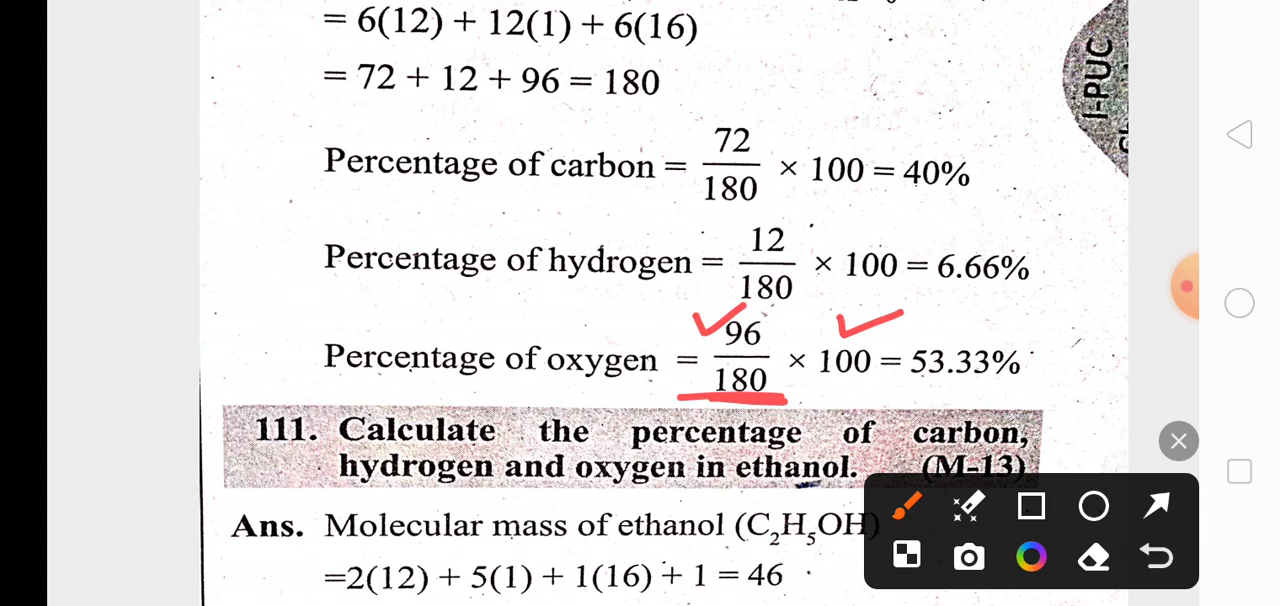 = 6(12) + 12(1) + 6(16)
= 72 + 12 + 96 = 180
I-PUC
Percentage of carbon = 72/180 × 100 = 40%
Percentage of hydrogen = 12/180 × 100 = 6.66%
Percentage of oxygen = 96/180 × 100 = 53.33%
111. Calculate the percentage of carbon,
hydrogen and oxygen in ethanol. (M-13)
Ans. Molecular mass of ethanol (C₂H₅OH)
=2(12) + 5(1) + 1(16) + 1 = 46